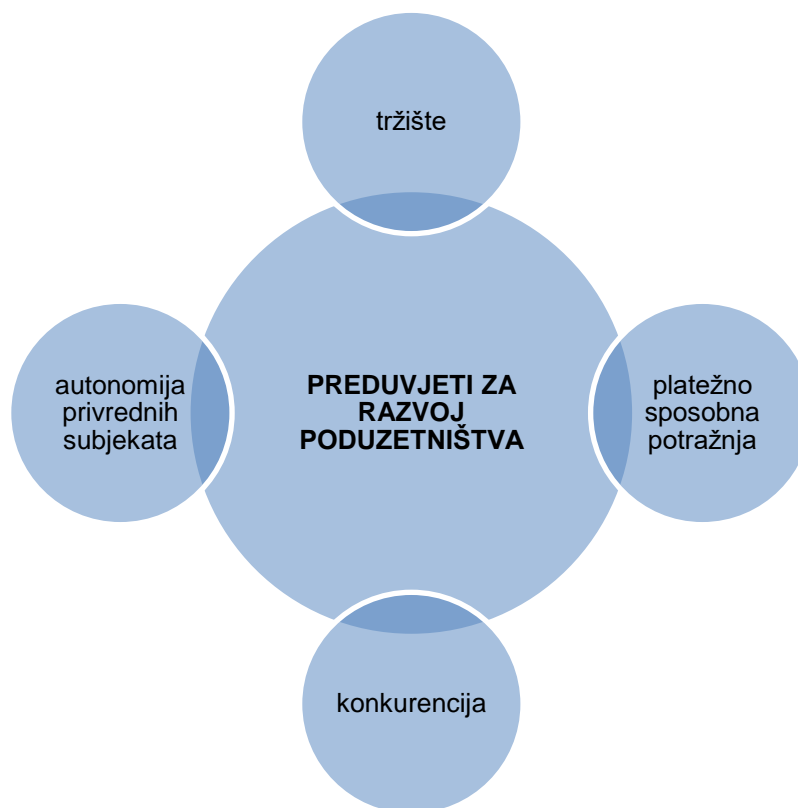 tržište
autonomija
privrednih
subjekata
PREDUVJETI ZA
RAZVOJ
PODUZETNIŠTVA
platežno
sposobna
potražnja
konkurencija